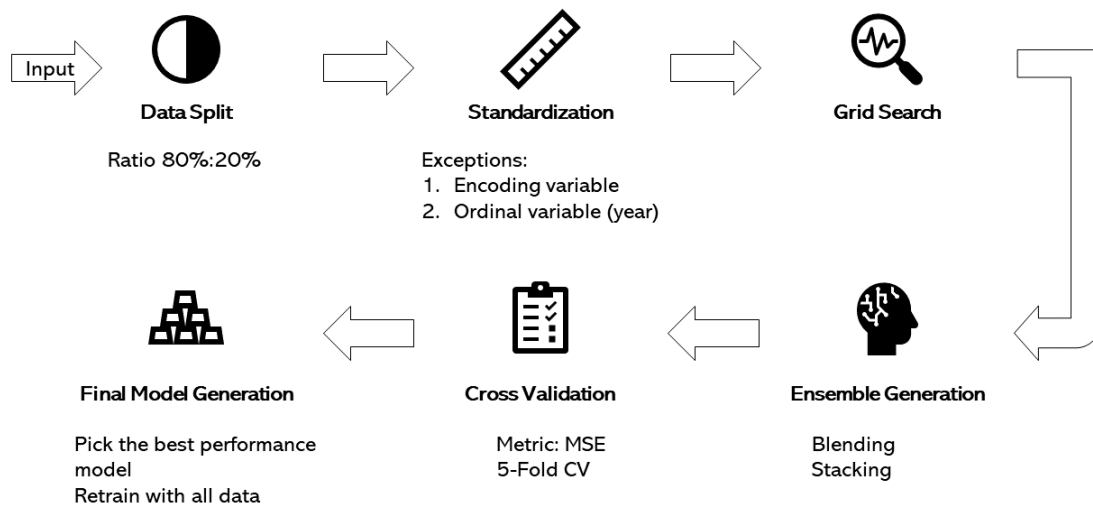 Input
Data Split
Ratio 80%:20%
Standardization
Exceptions:
1. Encoding variable
2. Ordinal variable (year)
Grid Search
Ensemble Generation
Blending
Stacking
Cross Validation
Metric: MSE
5-Fold CV
Final Model Generation
Pick the best performance
model
Retrain with all data